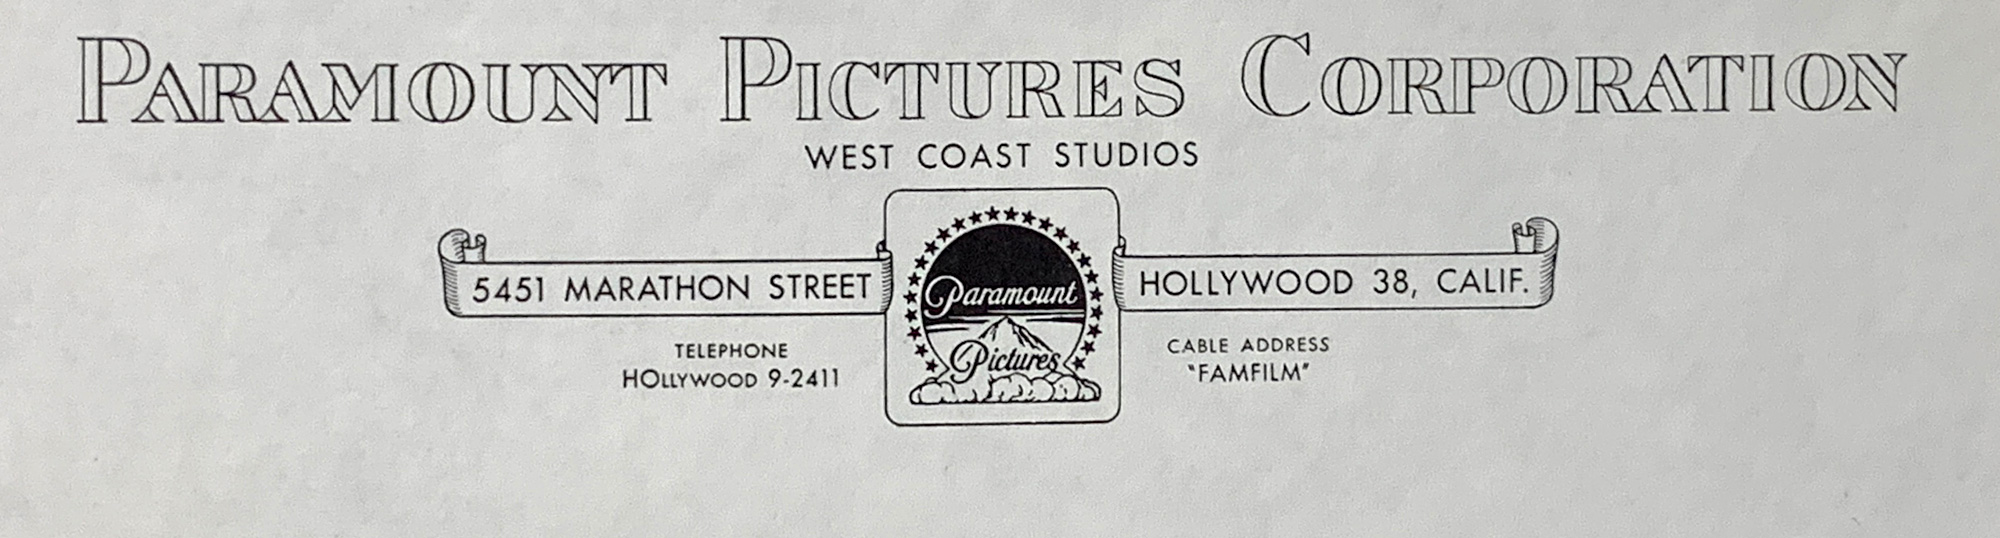 PARAMOUNT PICTURES CORPORATION
WEST COAST STUDIOS
5451 MARATHON STREET
Paramount
Pictures
HOLLYWOOD 38, CALIF.
TELEPHONE
HOLLYWOOD 9-2411
CABLE ADDRESS
"FAMFILM"